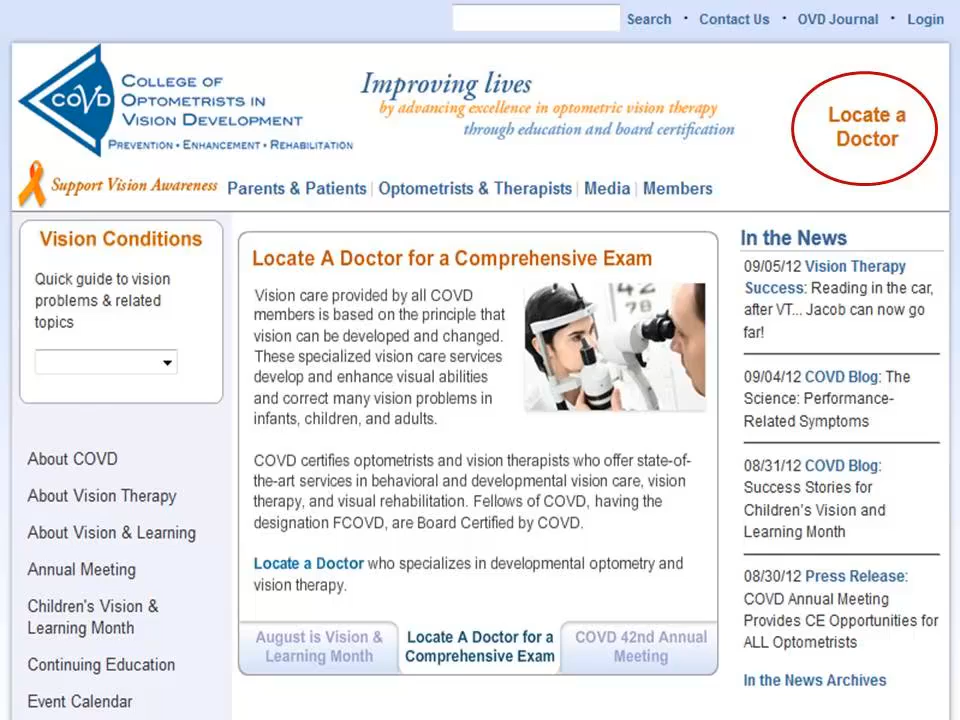 Search · Contact Us · OVD Journal · Login
COVD
COLLEGE OF
OPTOMETRISTS IN
VISION DEVELOPMENT
PREVENTION • ENHANCEMENT • REHABILITATION
Improving lives
by advancing excellence in optometric vision therapy
through education and board certification
Locate a
Doctor
Support Vision Awareness
Parents & Patients | Optometrists & Therapists | Media | Members
Vision Conditions
Quick guide to vision
problems & related
topics
About COVD
About Vision Therapy
About Vision & Learning
Annual Meeting
Children's Vision &
Learning Month
Continuing Education
Event Calendar
Locate A Doctor for a Comprehensive Exam
Vision care provided by all COVD
members is based on the principle that
vision can be developed and changed.
These specialized vision care services
develop and enhance visual abilities
and correct many vision problems in
infants, children, and adults.
42
78
COVD certifies optometrists and vision therapists who offer state-of-
the-art services in behavioral and developmental vision care, vision
therapy, and visual rehabilitation. Fellows of COVD, having the
designation FCOVD, are Board Certified by COVD.
Locate a Doctor who specializes in developmental optometry and
vision therapy.
August is Vision &
Learning Month
Locate A Doctor for a
Comprehensive Exam
COVD 42nd Annual
Meeting
In the News
09/05/12 Vision Therapy
Success: Reading in the car,
after VT... Jacob can now go
far!
09/04/12 COVD Blog: The
Science: Performance-
Related Symptoms
08/31/12 COVD Blog:
Success Stories for
Children's Vision and
Learning Month
08/30/12 Press Release:
COVD Annual Meeting
Provides CE Opportunities for
ALL Optometrists
In the News Archives